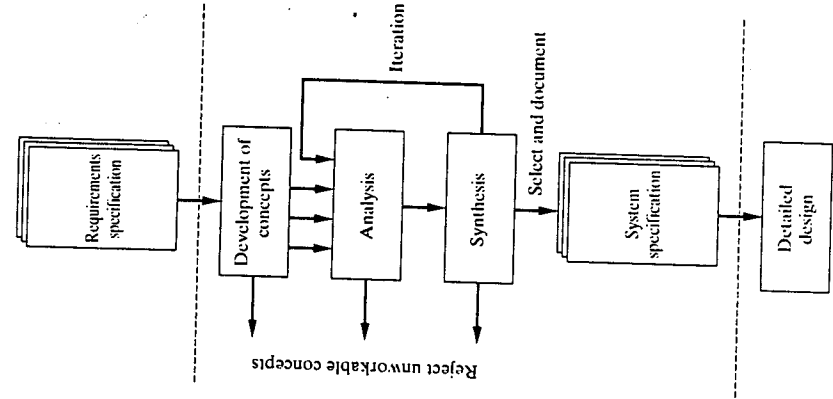 Requirements
specification
Development of
concepts
Iteration
Analysis
Synthesis
Reject unworkable concepts
Select and document
System
specification
Detailed
design